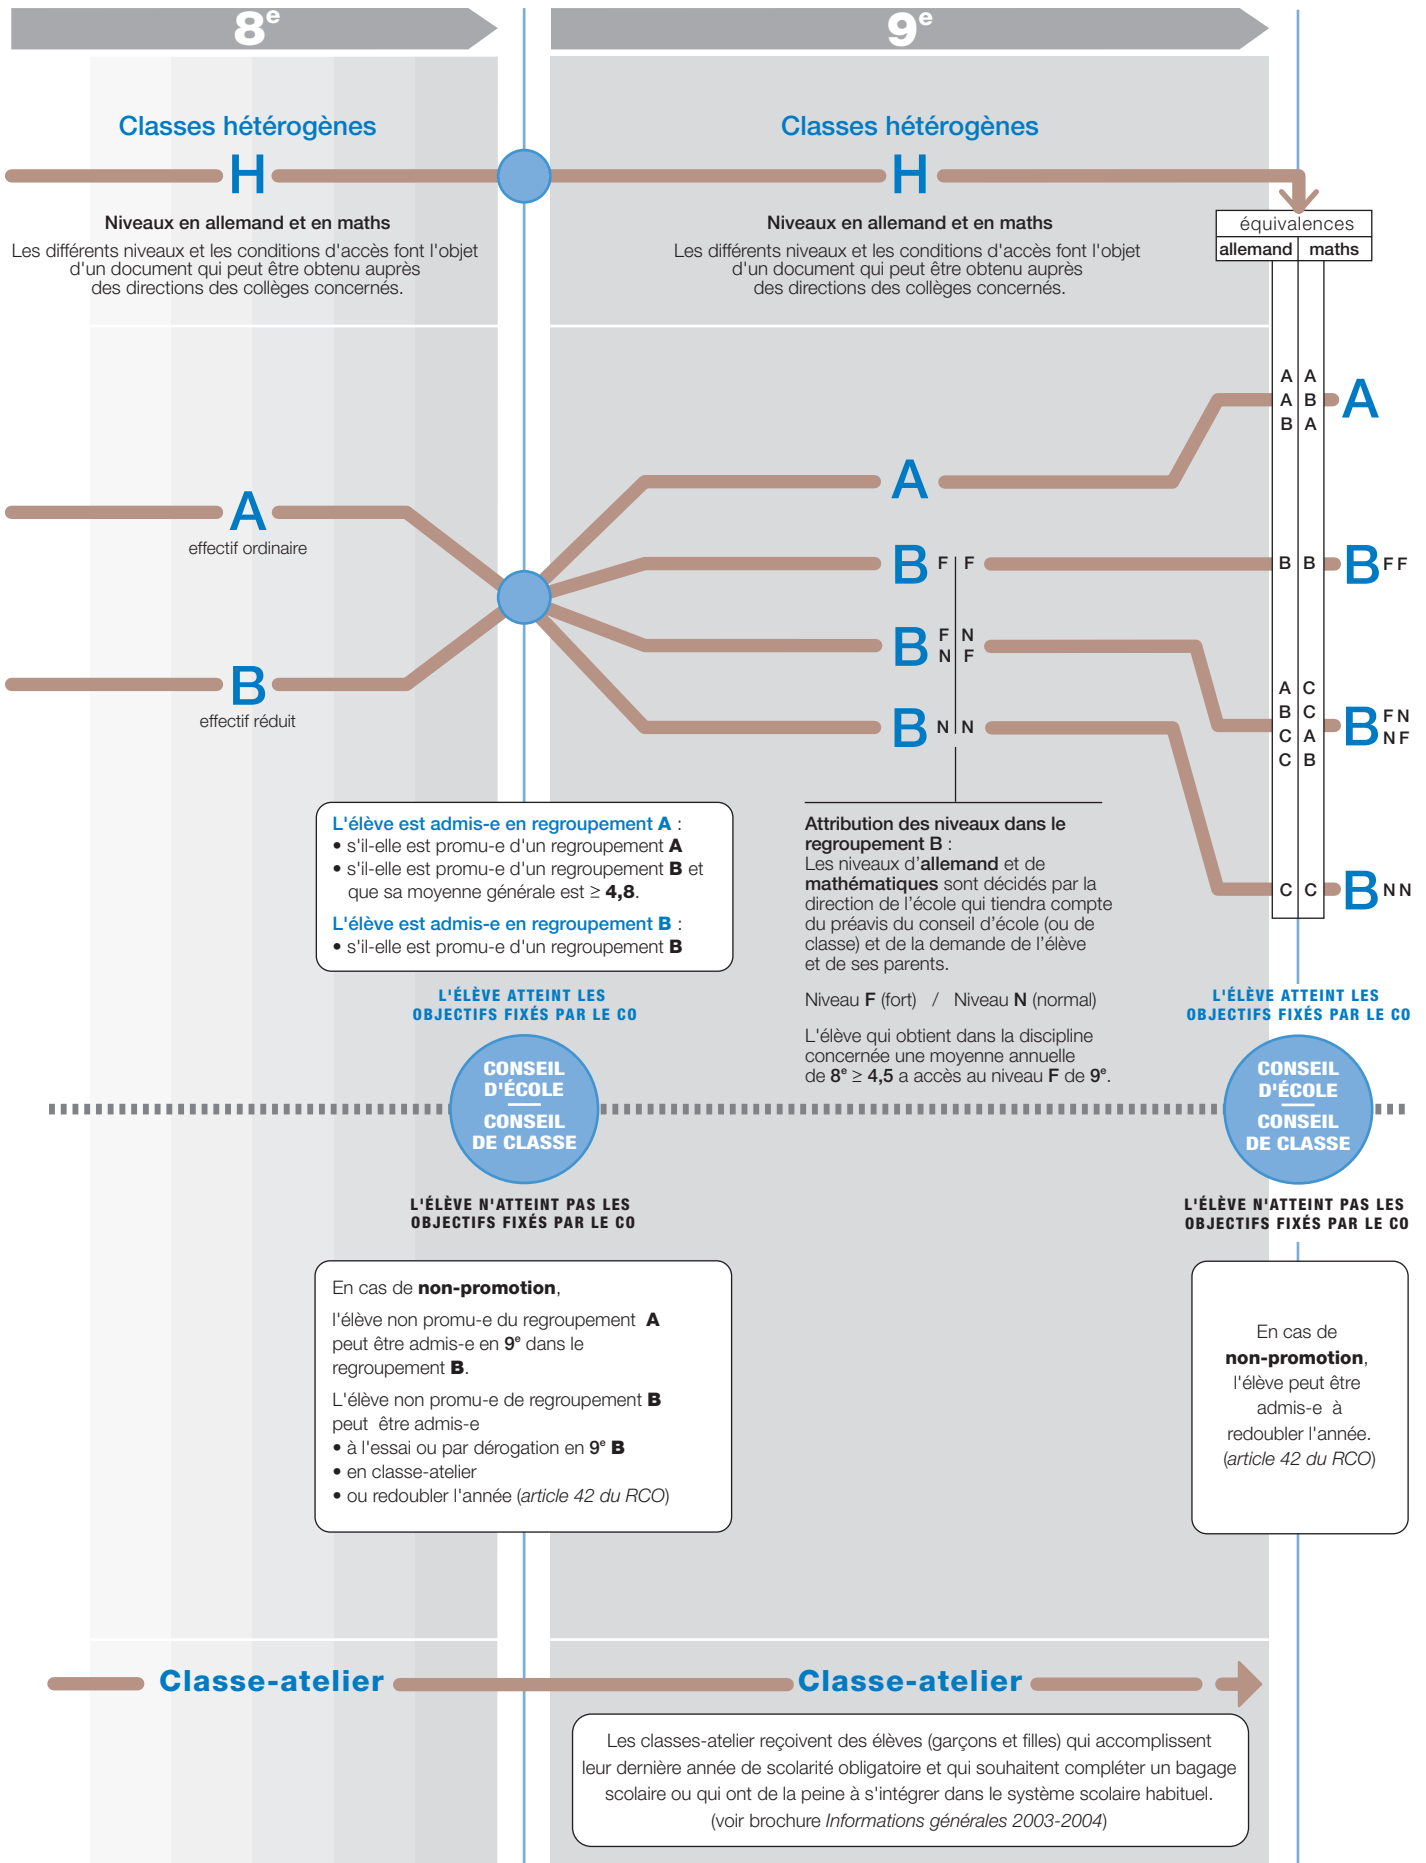 8e
9e
Classes hétérogènes
H
Niveaux en allemand et en maths
Les différents niveaux et les conditions d'accès font l'objet
d'un document qui peut être obtenu auprès
des directions des collèges concernés.
Classes hétérogènes
H
Niveaux en allemand et en maths
Les différents niveaux et les conditions d'accès font l'objet
d'un document qui peut être obtenu auprès
des directions des collèges concernés.
équivalences
allemand maths
A
effectif ordinaire
B
effectif réduit
A
B F F
B F N
N F
B N N
A A
A B
B A
A
B B
B F F
A C
B C
C A
C B
B F N
N F
C C
B N N
L'élève est admis-e en regroupement A :
• s'il-elle est promu-e d'un regroupement A
• s'il-elle est promu-e d'un regroupement B et
que sa moyenne générale est ≥ 4,8.
L'élève est admis-e en regroupement B :
• s'il-elle est promu-e d'un regroupement B
Attribution des niveaux dans le
regroupement B :
Les niveaux d'allemand et de
mathématiques sont décidés par la
direction de l'école qui tiendra compte
du préavis du conseil d'école (ou de
classe) et de la demande de l'élève
et de ses parents.
Niveau F (fort) / Niveau N (normal)
L'élève qui obtient dans la discipline
concernée une moyenne annuelle
de 8e ≥ 4,5 a accès au niveau F de 9e.
L'ÉLÈVE ATTEINT LES
OBJECTIFS FIXÉS PAR LE CO
CONSEIL
D'ÉCOLE
CONSEIL
DE CLASSE
L'ÉLÈVE N'ATTEINT PAS LES
OBJECTIFS FIXÉS PAR LE CO
L'ÉLÈVE ATTEINT LES
OBJECTIFS FIXÉS PAR LE CO
CONSEIL
D'ÉCOLE
CONSEIL
DE CLASSE
L'ÉLÈVE N'ATTEINT PAS LES
OBJECTIFS FIXÉS PAR LE CO
En cas de non-promotion,
l'élève non promu-e du regroupement A
peut être admis-e en 9e dans le
regroupement B.
L'élève non promu-e de regroupement B
peut être admis-e
• à l'essai ou par dérogation en 9e B
• en classe-atelier
• ou redoubler l'année (article 42 du RCO)
En cas de
non-promotion,
l'élève peut être
admis-e à
redoubler l'année.
(article 42 du RCO)
Classe-atelier
Classe-atelier
Les classes-atelier reçoivent des élèves (garçons et filles) qui accomplissent
leur dernière année de scolarité obligatoire et qui souhaitent compléter un bagage
scolaire ou qui ont de la peine à s'intégrer dans le système scolaire habituel.
(voir brochure Informations générales 2003-2004)